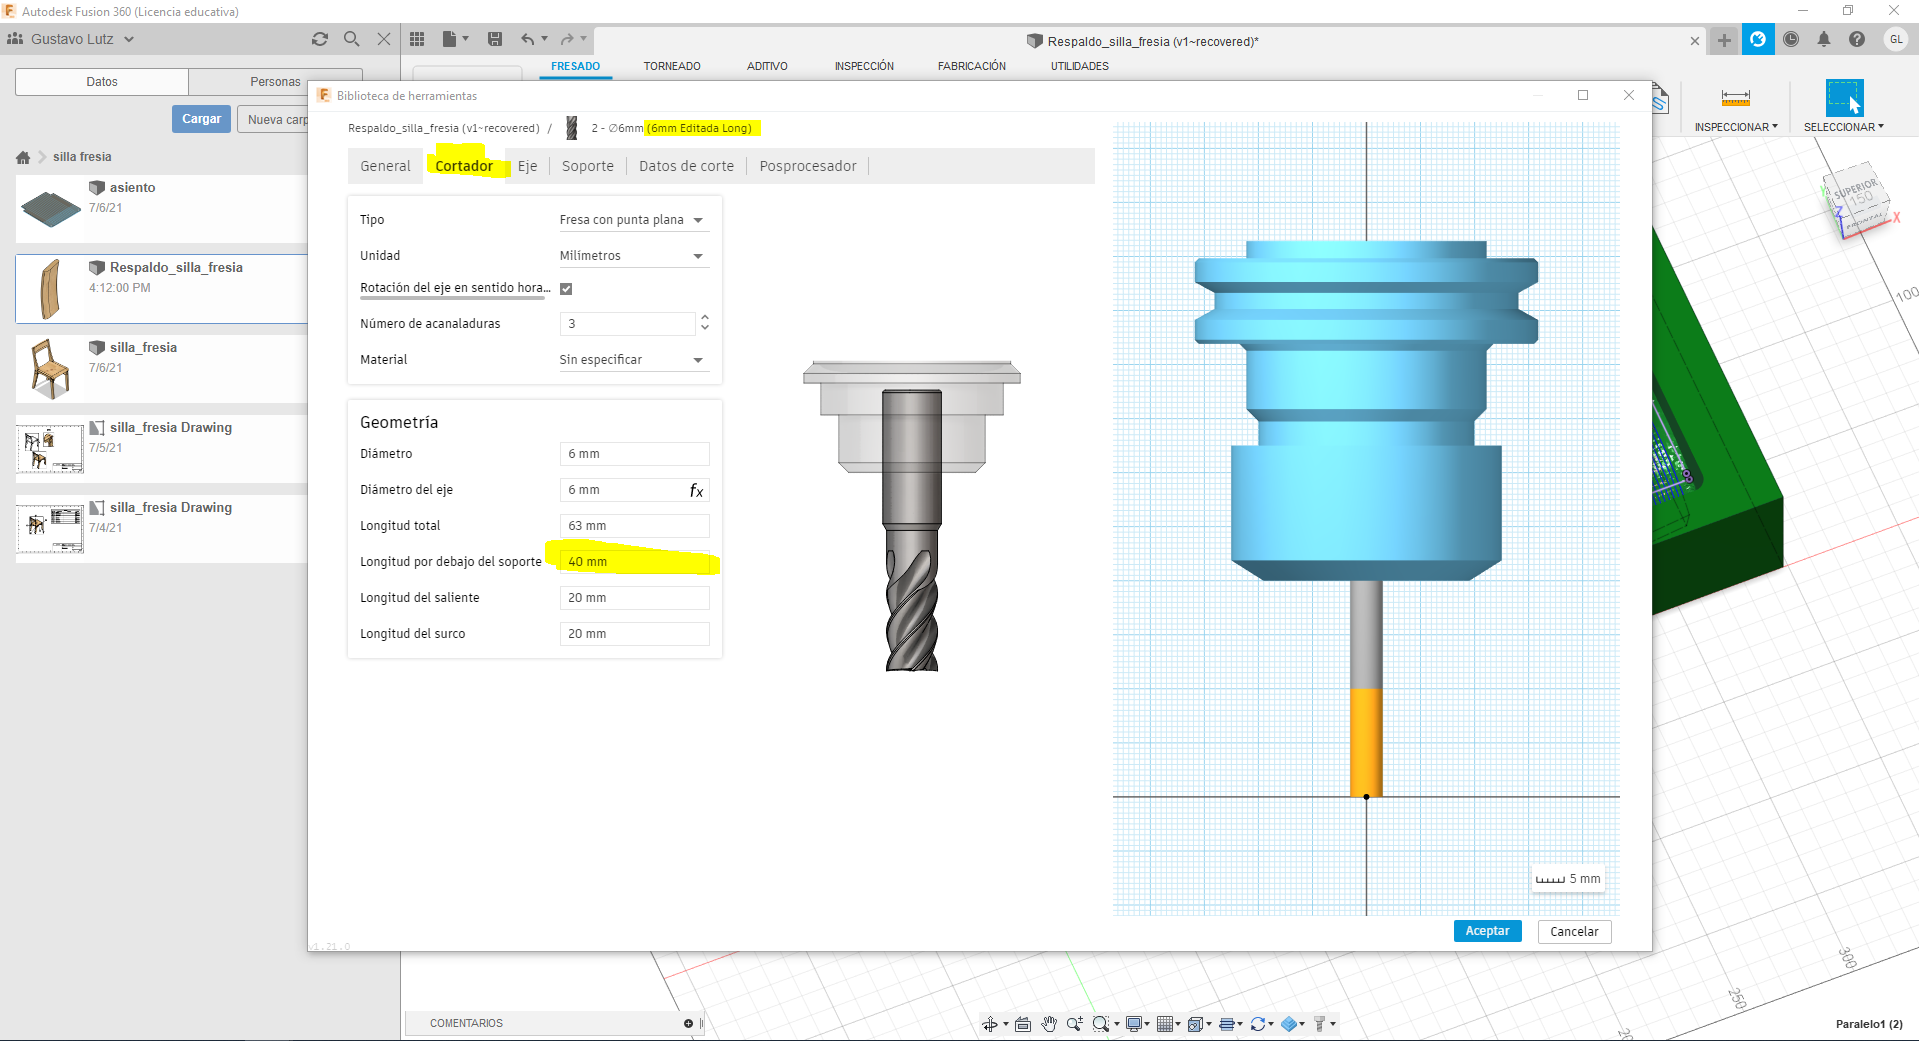 Autodesk Fusion 360 (Licencia educativa)
Gustavo Lutz
Respaldo_silla_fresia (v1~recovered)*
GL
Datos
Personas
FRESADO
TORNEADO
ADITIVO
INSPECCIÓN
FABRICACIÓN
UTILIDADES
Cargar
Nueva carp
INSPECCIONAR
SELECCIONAR
silla fresia
asiento
7/6/21
Respaldo_silla_fresia
4:12:00 PM
silla_fresia
7/6/21
silla_fresia Drawing
7/5/21
silla_fresia Drawing
7/4/21
Biblioteca de herramientas
Respaldo_silla_fresia (v1~recovered) / 2 - Ø6mm (6mm Editada Long)
General
Cortador
Eje
Soporte
Datos de corte
Posprocesador
Tipo
Fresa con punta plana
Unidad
Milímetros
Rotación del eje en sentido hora...
Número de acanaladuras
3
Material
Sin especificar
Geometría
Diámetro
6 mm
Diámetro del eje
6 mm
fx
Longitud total
63 mm
Longitud por debajo del soporte
40 mm
Longitud del saliente
20 mm
Longitud del surco
20 mm
5 mm
Aceptar
Cancelar
v1.21.0
SUPERIOR
150
X
Z
100
300
250
COMENTARIOS
Paralelo1 (2)